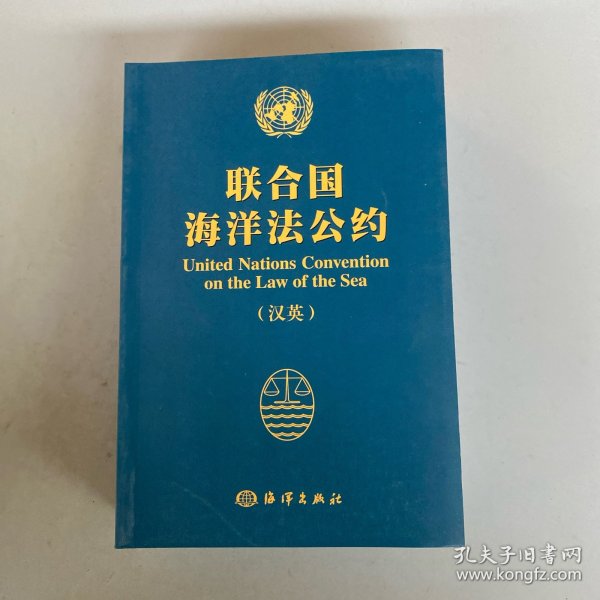 联合国
海洋法公约
United Nations Convention
on the Law of the Sea
（汉英）
海洋出版社
孔夫子旧书网
www.kongfz.com